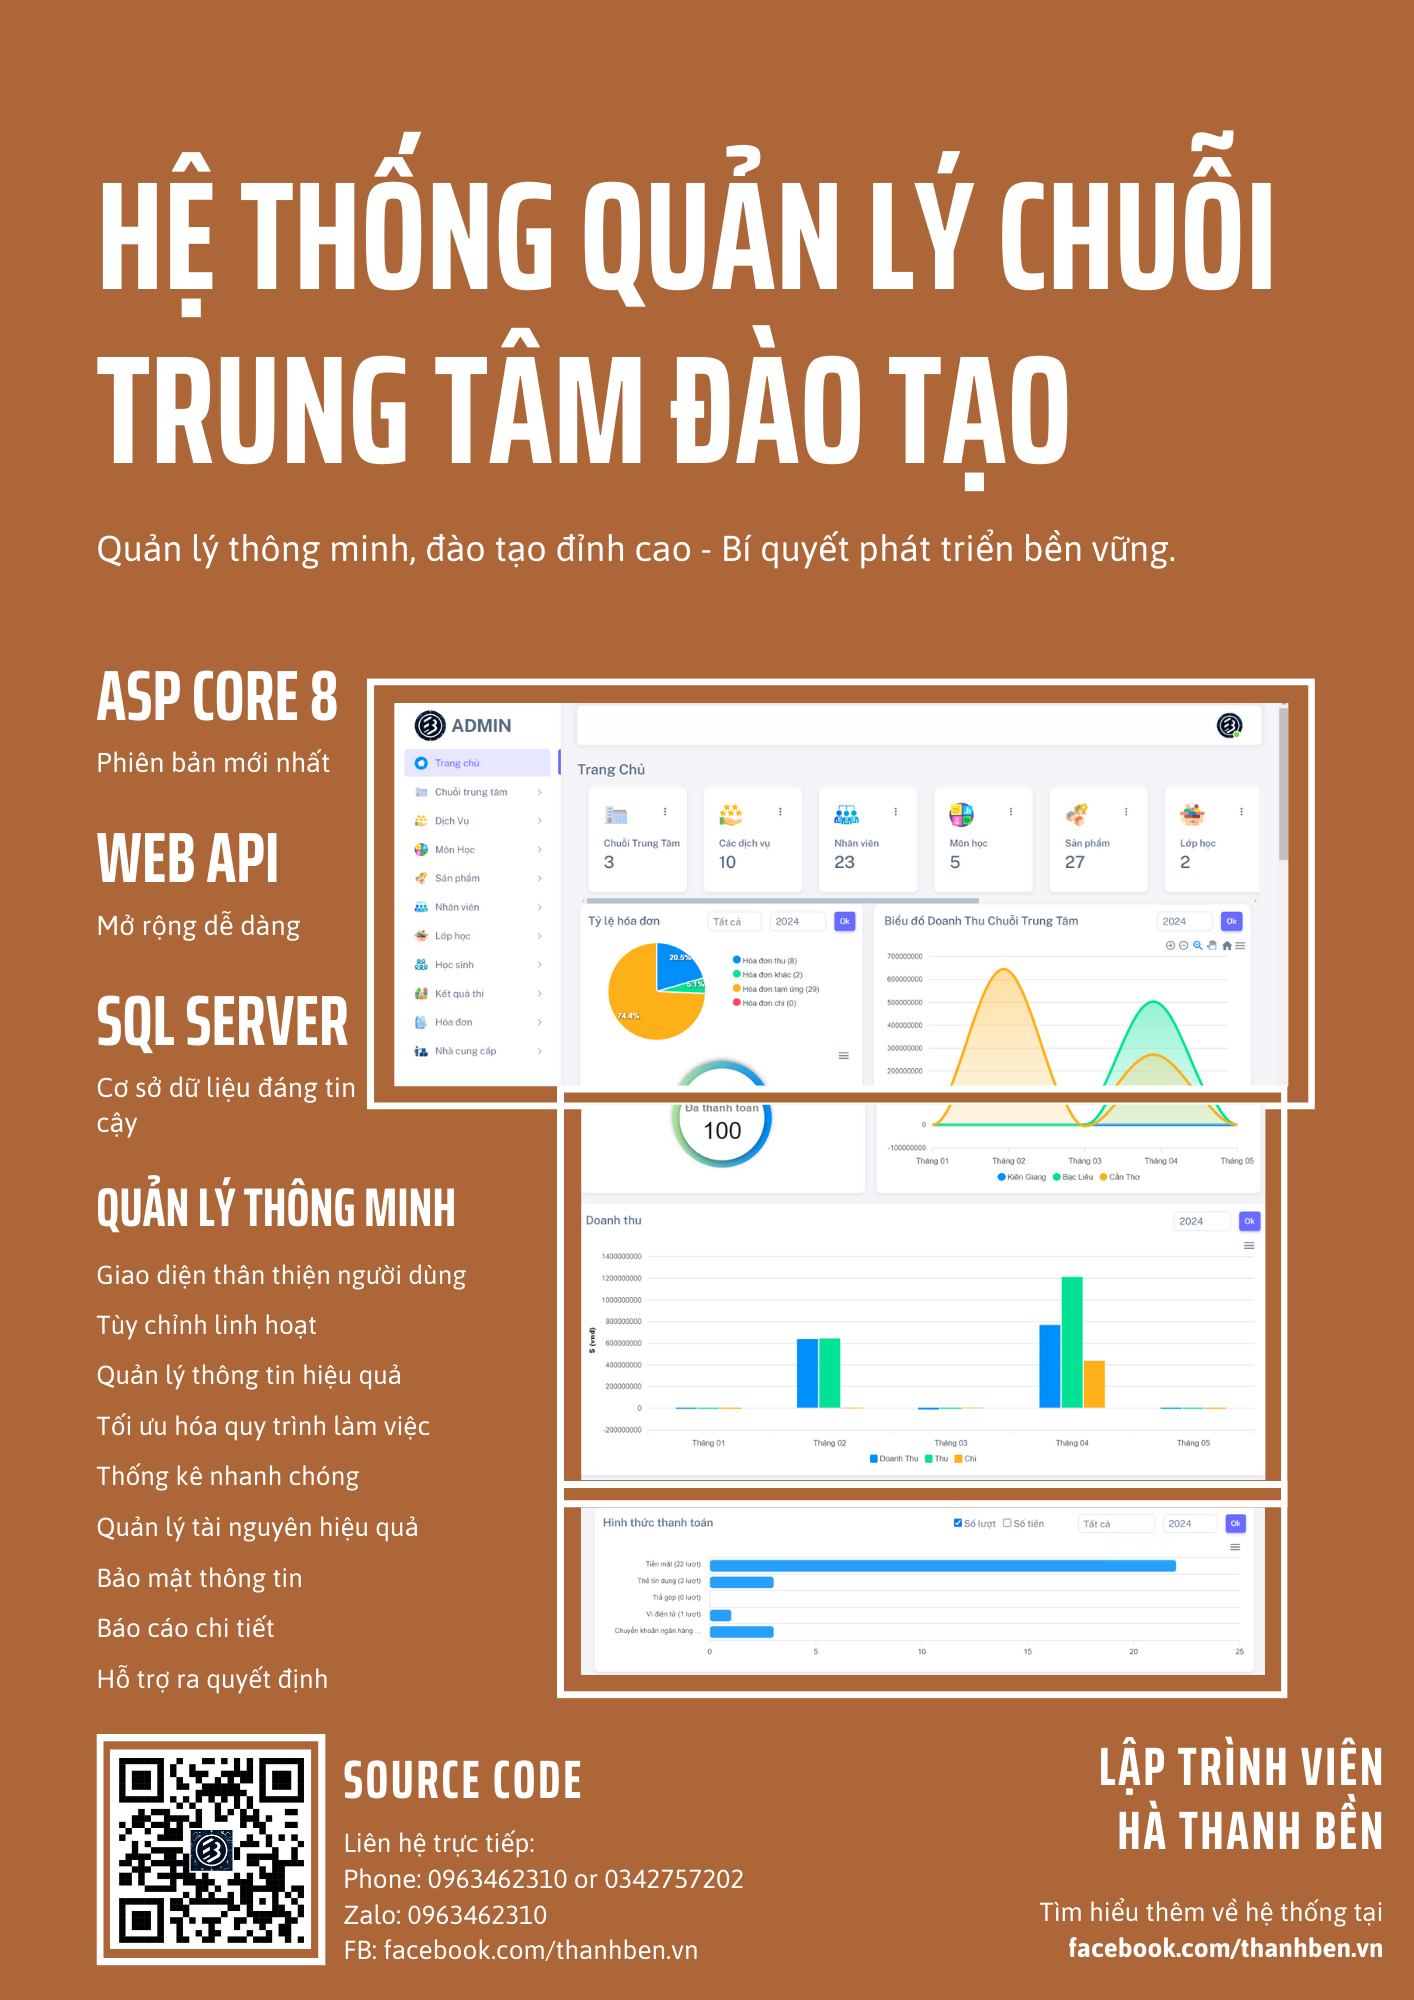 HỆ THỐNG QUẢN LÝ CHUỖI
TRUNG TÂM ĐÀO TẠO
Quản lý thông minh, đào tạo đỉnh cao - Bí quyết phát triển bền vững.
ASP CORE 8
Phiên bản mới nhất
WEB API
Mở rộng dễ dàng
SQL SERVER
Cơ sở dữ liệu đáng tin
cậy
QUẢN LÝ THÔNG MINH
Giao diện thân thiện người dùng
Tùy chỉnh linh hoạt
Quản lý thông tin hiệu quả
Tối ưu hóa quy trình làm việc
Thống kê nhanh chóng
Quản lý tài nguyên hiệu quả
Bảo mật thông tin
Báo cáo chi tiết
Hỗ trợ ra quyết định
ADMIN
Trang chủ
Chuỗi trung tâm
Dịch Vụ
Môn Học
Sản phẩm
Nhân viên
Lớp học
Học sinh
Kết quả thi
Hóa đơn
Nhà cung cấp
Trang Chủ
Chuỗi Trung Tâm
3
Các dịch vụ
10
Nhân viên
23
Môn học
5
Sản phẩm
27
Lớp học
2
Tỷ lệ hóa đơn
Tất cả
2024
Ok
20.5%
5.1%
74.4%
Hóa đơn thu (8)
Hóa đơn khác (2)
Hóa đơn tạm ứng (29)
Hóa đơn chi (0)
Đã thanh toán
100
Biểu đồ Doanh Thu Chuỗi Trung Tâm
2024
Ok
700000000
600000000
500000000
400000000
300000000
200000000
0
-100000000
Tháng 01 Tháng 02 Tháng 03 Tháng 04 Tháng 05
Kiên Giang Bạc Liêu Cần Thơ
Doanh thu
2024
Ok
1400000000
1200000000
1000000000
800000000
600000000
400000000
200000000
0
-200000000
$ (vnđ)
Tháng 01 Tháng 02 Tháng 03 Tháng 04 Tháng 05
Doanh Thu Thu Chi
Hình thức thanh toán
Số lượt Số tiền
Tất cả
2024
Ok
Tiền mặt (22 lượt)
Thẻ tín dụng (3 lượt)
Trả góp (0 lượt)
Ví điện tử (1 lượt)
Chuyển khoản ngân hàng ...
0 5 10 15 20 25
SOURCE CODE
Liên hệ trực tiếp:
Phone: 0963462310 or 0342757202
Zalo: 0963462310
FB: facebook.com/thanhben.vn
LẬP TRÌNH VIÊN
HÀ THANH BỀN
Tìm hiểu thêm về hệ thống tại
facebook.com/thanhben.vn